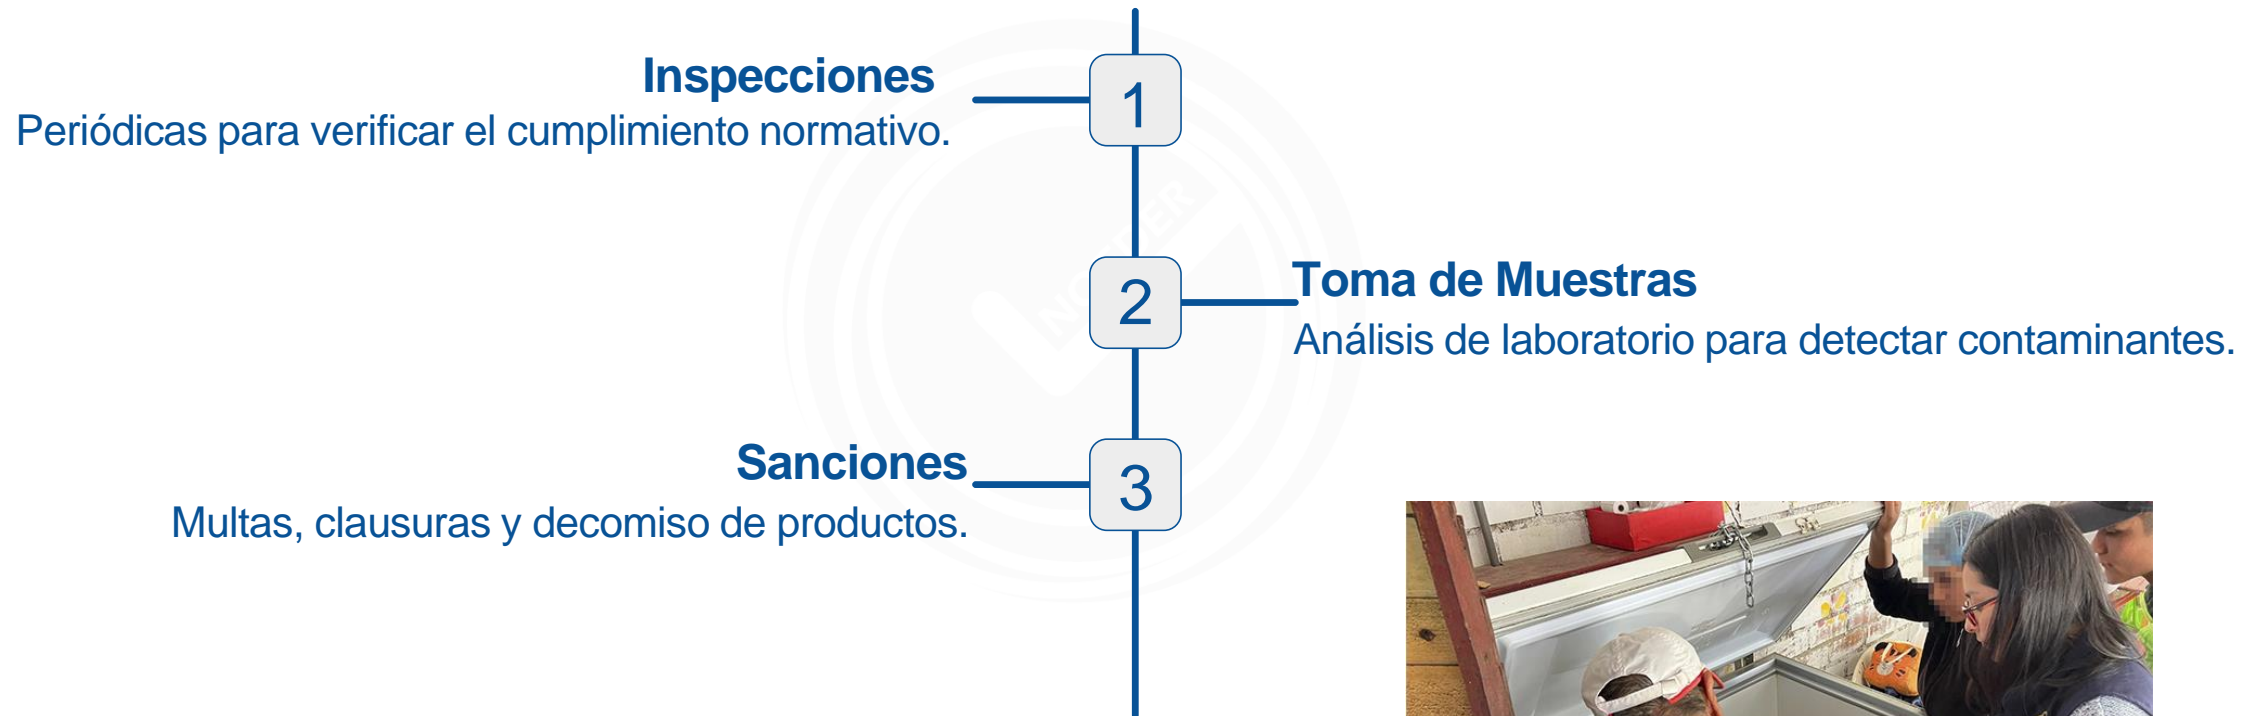 Inspecciones
1
Periódicas para verificar el cumplimiento normativo.
2
Toma de Muestras
Análisis de laboratorio para detectar contaminantes.
Sanciones
3
Multas, clausuras y decomiso de productos.